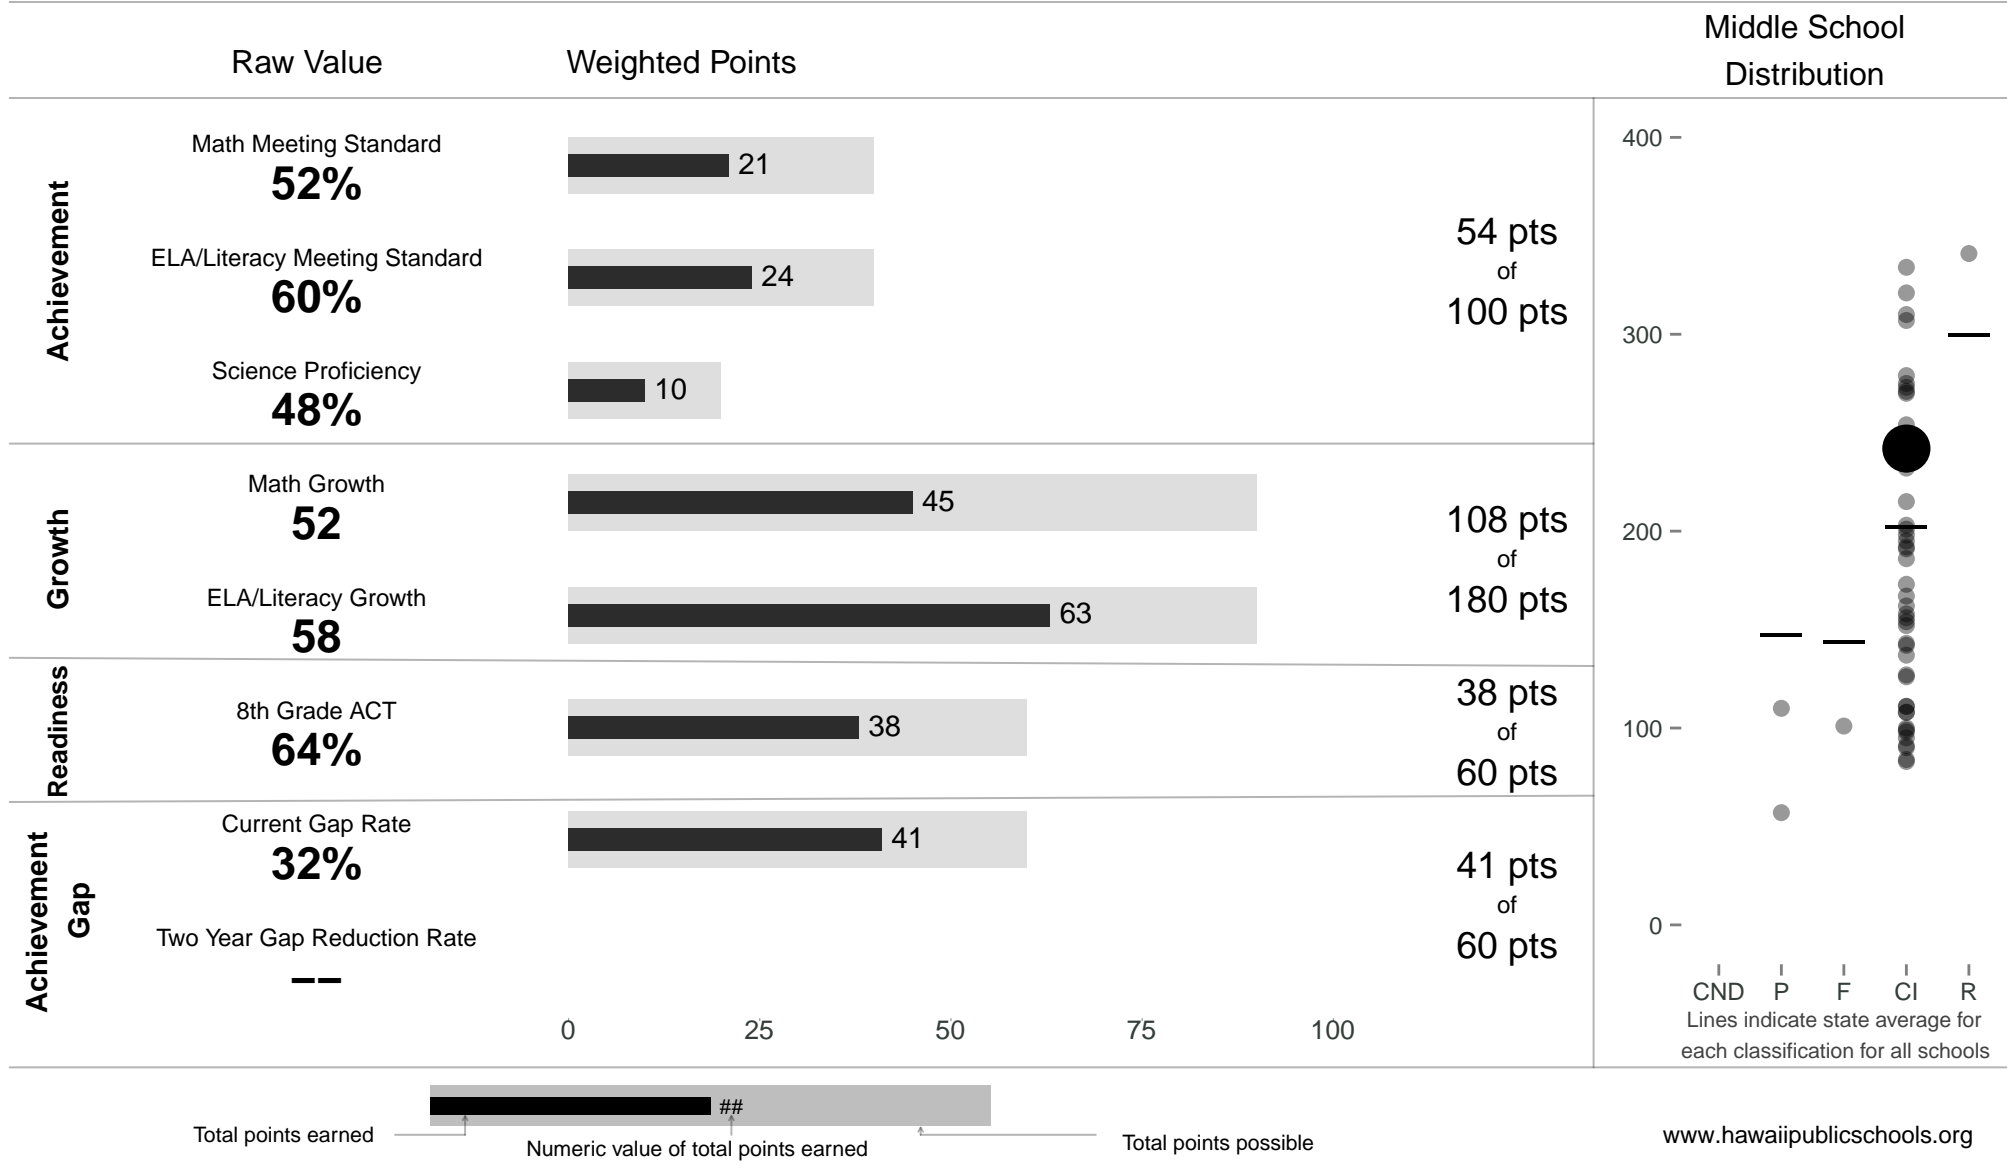 Raw Value
Weighted Points
Middle School
Distribution
Achievement
Math Meeting Standard
52%
21
ELA/Literacy Meeting Standard
60%
24
Science Proficiency
48%
10
54 pts
of
100 pts
Growth
Math Growth
52
45
ELA/Literacy Growth
58
63
108 pts
of
180 pts
Readiness
8th Grade ACT
64%
38
38 pts
of
60 pts
Achievement
Gap
Current Gap Rate
32%
41
Two Year Gap Reduction Rate
--
41 pts
of
60 pts
0 25 50 75 100
400
300
200
100
0
CND P F CI R
Lines indicate state average for
each classification for all schools
Total points earned
##
Numeric value of total points earned
Total points possible
www.hawaiipublicschools.org